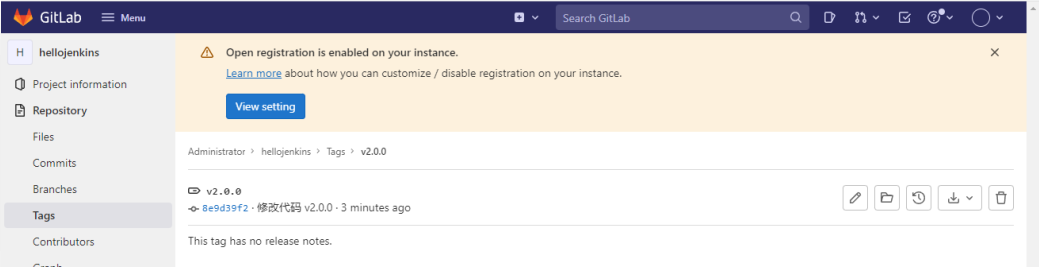 GitLab Menu Search GitLab
H hellojenkins
Open registration is enabled on your instance.
Learn more about how you can customize / disable registration on your instance.
View setting
Project information
Repository
Files
Commits
Branches
Tags
Contributors
Graph
Administrator > hellojenkins > Tags > v2.0.0
v2.0.0
8e9d39f2 · 修改代码 v2.0.0 · 3 minutes ago
This tag has no release notes.